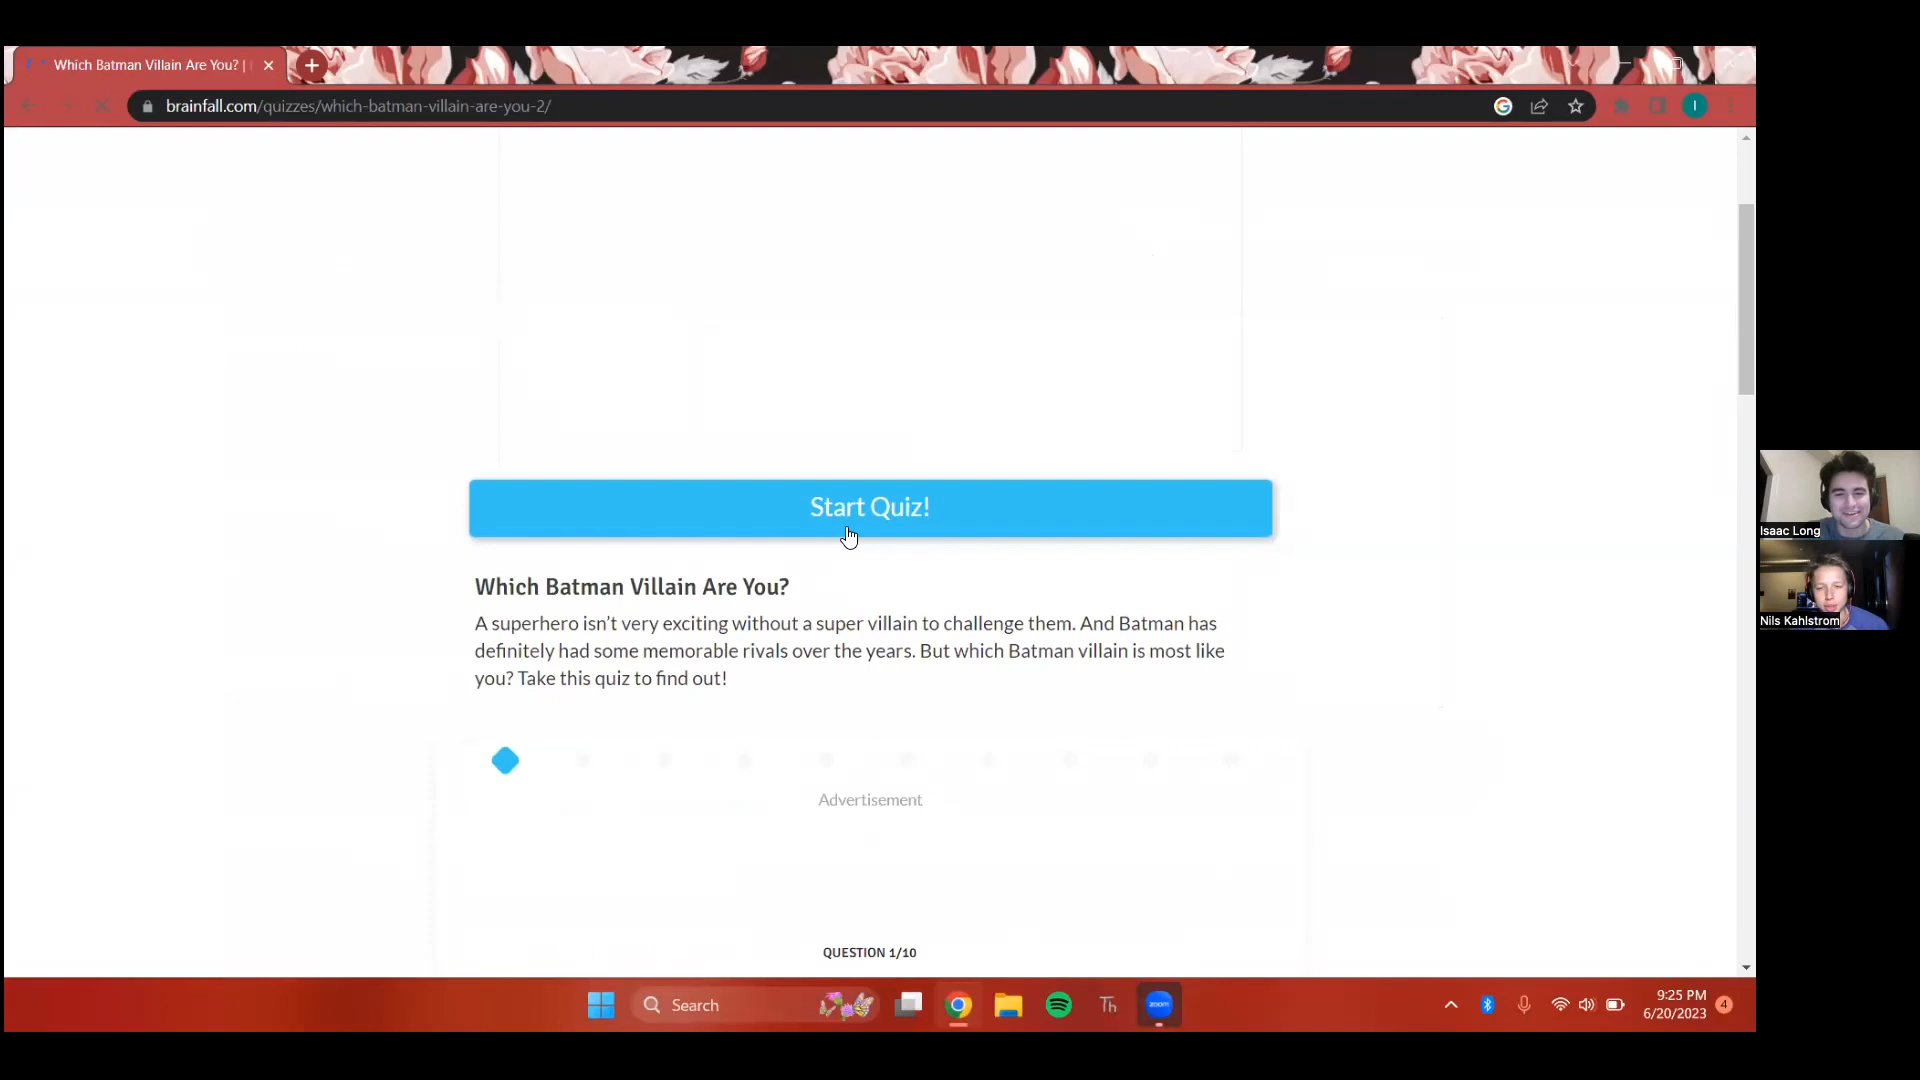 Which Batman Villain Are You? |
brainfall.com/quizzes/which-batman-villain-are-you-2/
I
Start Quiz!
Which Batman Villain Are You?
A superhero isn't very exciting without a super villain to challenge them. And Batman has
definitely had some memorable rivals over the years. But which Batman villain is most like
you? Take this quiz to find out!
Advertisement
QUESTION 1/10
Isaac Long
Nils Kahlstrom
Search
Th
zoom
9:25 PM
6/20/2023
4